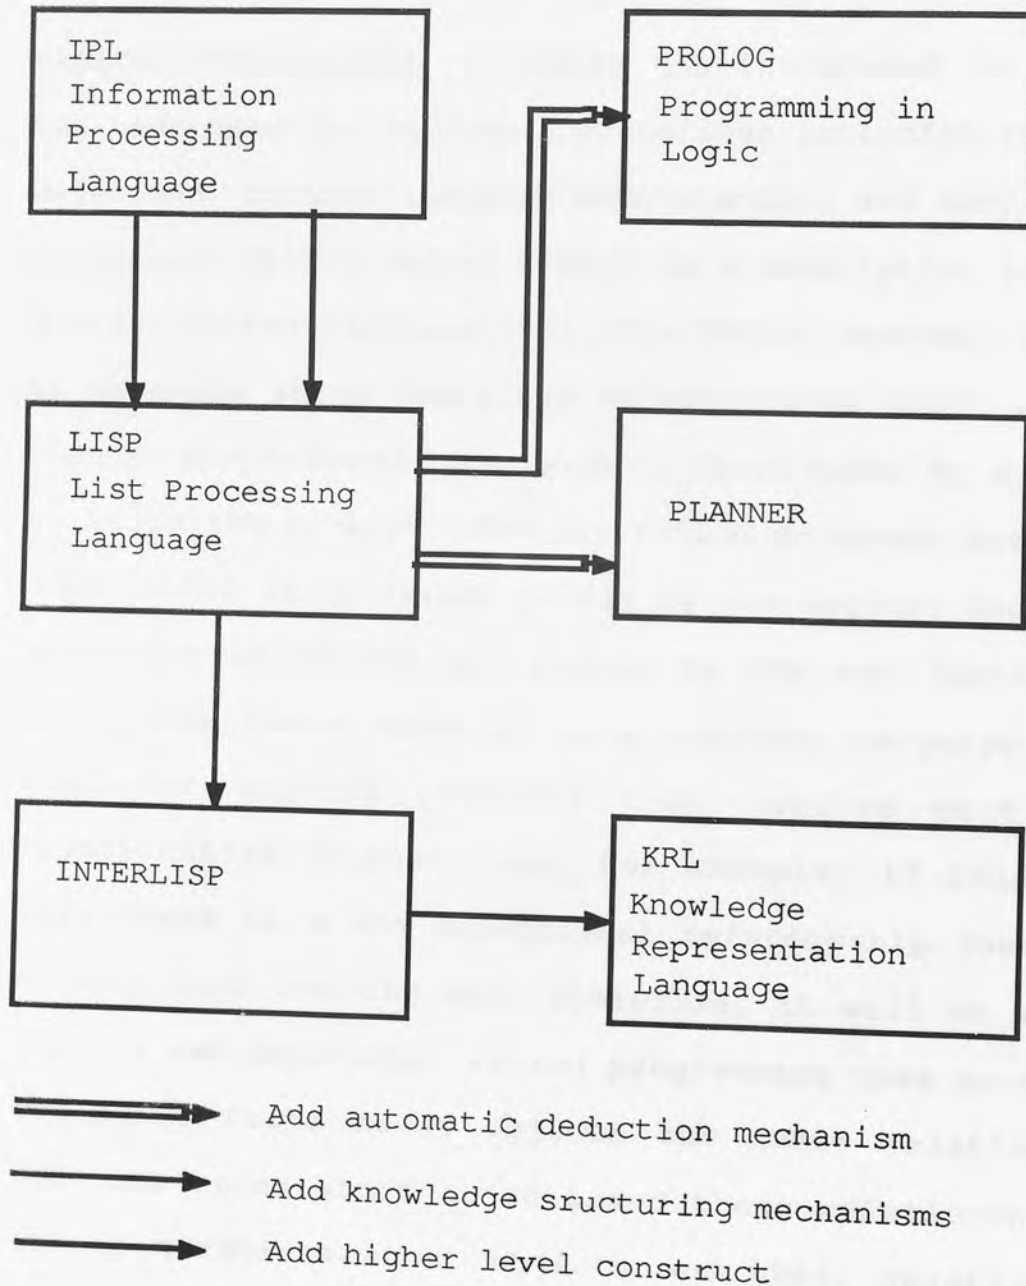 IPL
Information
Processing
Language
PROLOG
Programming in
Logic
LISP
List Processing
Language
PLANNER
INTERLISP
KRL
Knowledge
Representation
Language
Add automatic deduction mechanism
Add knowledge sructuring mechanisms
Add higher level construct